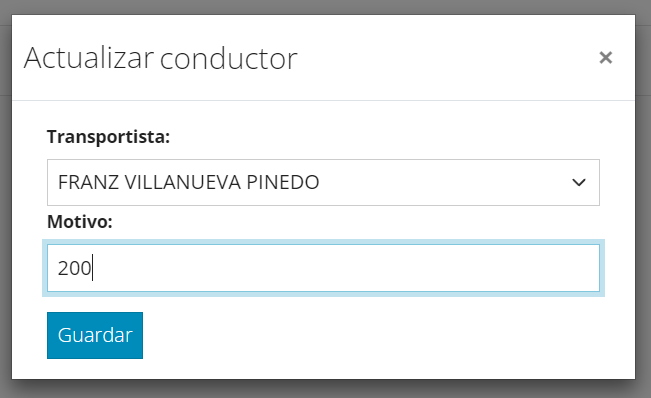 Actualizar conductor
×
Transportista:
FRANZ VILLANUEVA PINEDO
Motivo:
200
Guardar